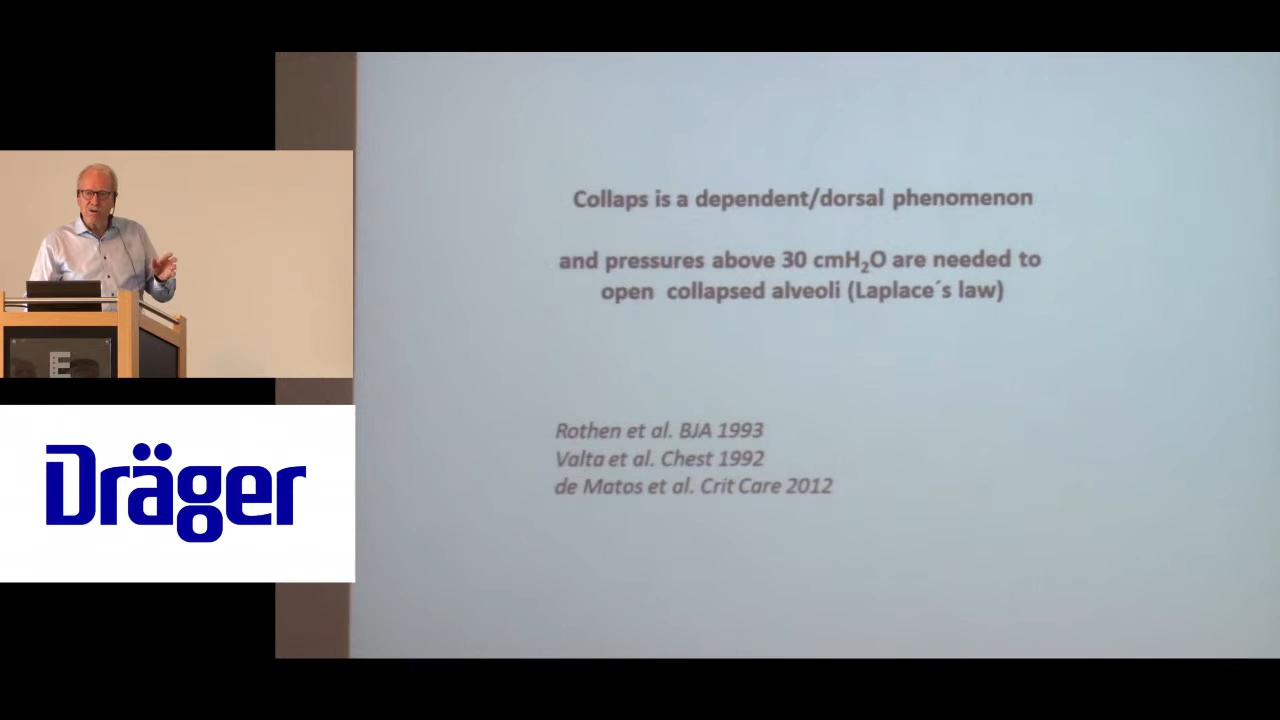 Collaps is a dependent/dorsal phenomenon
and pressures above 30 cmH₂O are needed to
open collapsed alveoli (Laplace´s law)
Rothen et al. BJA 1993
Valta et al. Chest 1992
de Matos et al. Crit Care 2012
E
Dräger